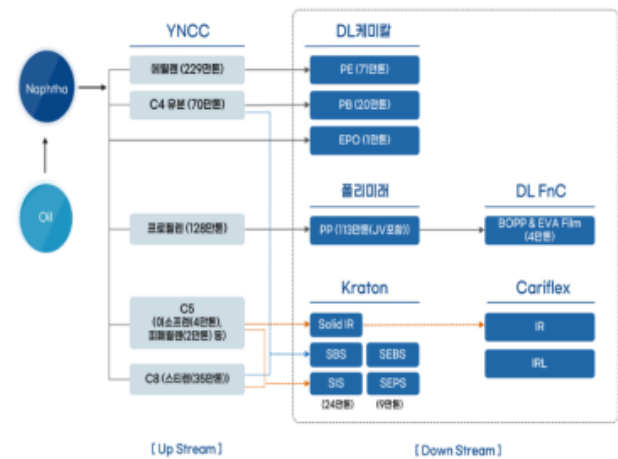 YNCC
DL케미칼
Naphtha
Oil
에틸렌 (229만톤)
PE (71만톤)
C4 유분 (70만톤)
PB (20만톤)
EPO (1만톤)
폴리미래
DL FnC
프로필렌 (128만톤)
PP (113만톤(JV포함))
BOPP & EVA Film
(4만톤)
Kraton
Cariflex
C5
(이소프렌(4만톤),
피페릴렌(2만톤) 등)
Solid IR
IR
SBS
SEBS
IRL
C8 (스티렌(35만톤))
SIS
SEPS
(24만톤)
(9만톤)
[ Up Stream ]
[ Down Stream ]